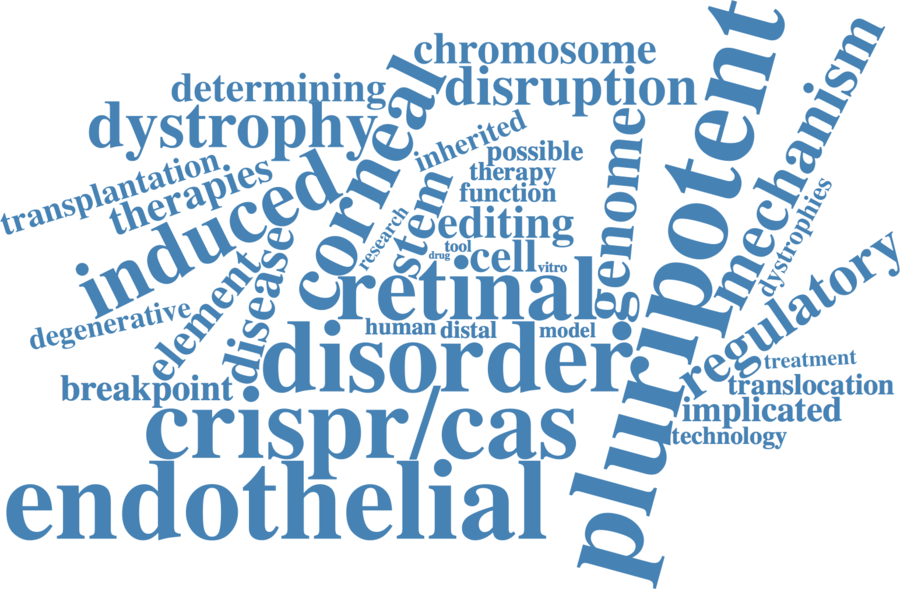 chromosome
determining
disruption
dystrophy
corneal
pluripotent
mechanism
inherited
possible
therapy
function
genome
transplantation
therapies
induced
stem
research
editing
tool
drug
cell
vitro
dystrophies
retinal
regulatory
element
disease
degenerative
human
distal
model
disorder
treatment
breakpoint
translocation
crispr/cas
implicated
technology
endothelial